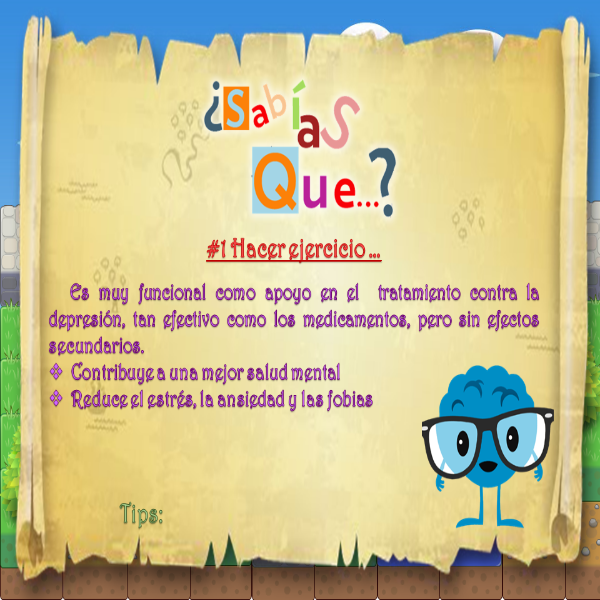 ¿Sabías
Que...?
#1 Hacer ejercicio...
Es muy funcional como apoyo en el tratamiento contra la
depresión, tan efectivo como los medicamentos, pero sin efectos
secundarios.
❖ Contribuye a una mejor salud mental
❖ Reduce el estrés, la ansiedad y las fobias
Tips: